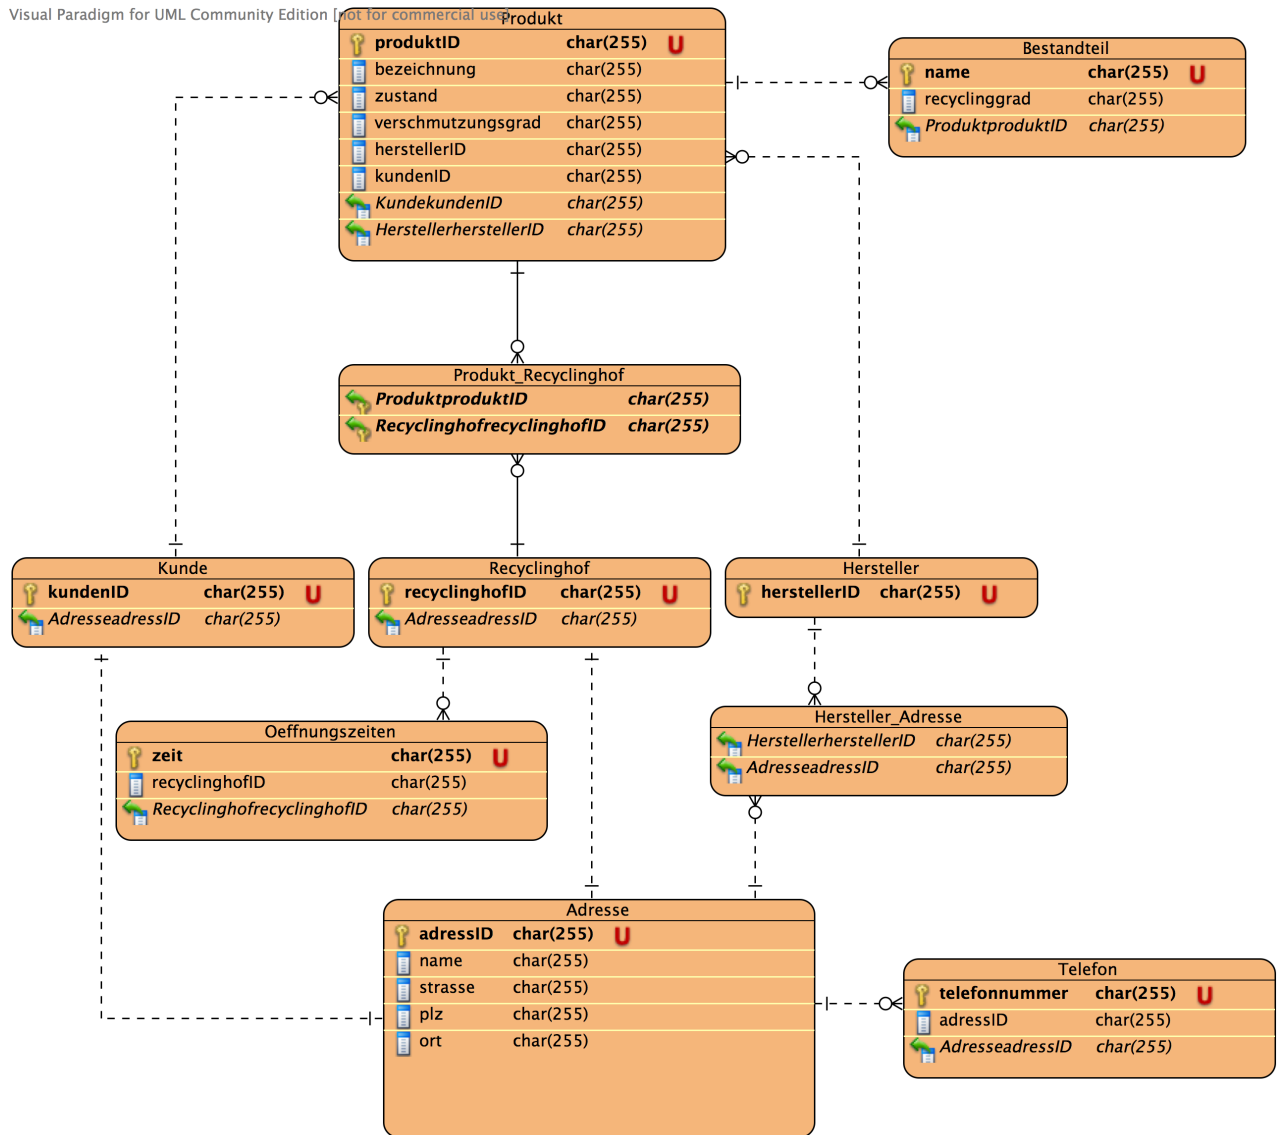 Visual Paradigm for UML Community Edition [not for commercial use]
Produkt
produktID char(255) U
bezeichnung char(255)
zustand char(255)
verschmutzungsgrad char(255)
herstellerID char(255)
kundenID char(255)
KundekundenID char(255)
HerstellerherstellerID char(255)
Bestandteil
name char(255) U
recyclinggrad char(255)
ProduktproduktID char(255)
Produkt_Recyclinghof
ProduktproduktID char(255)
RecyclinghofrecyclinghofID char(255)
Kunde
kundenID char(255) U
AdresseadressID char(255)
Recyclinghof
recyclinghofID char(255) U
AdresseadressID char(255)
Hersteller
herstellerID char(255) U
Oeffnungszeiten
zeit char(255) U
recyclinghofID char(255)
RecyclinghofrecyclinghofID char(255)
Hersteller_Adresse
HerstellerherstellerID char(255)
AdresseadressID char(255)
Adresse
adressID char(255) U
name char(255)
strasse char(255)
plz char(255)
ort char(255)
Telefon
telefonnummer char(255) U
adressID char(255)
AdresseadressID char(255)